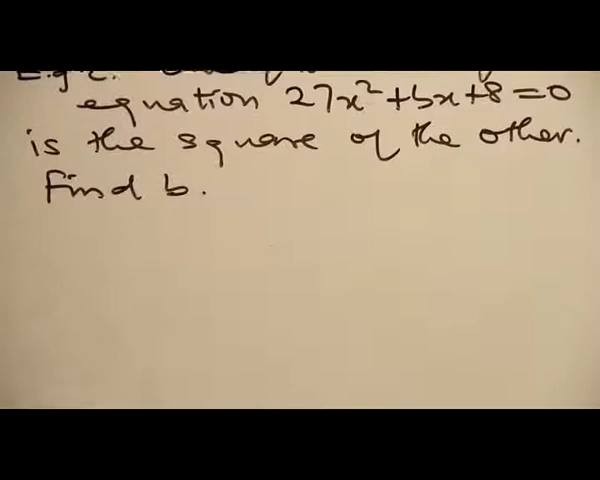 equation 27x²+bx+8=0
is the square of the other.
Find b.